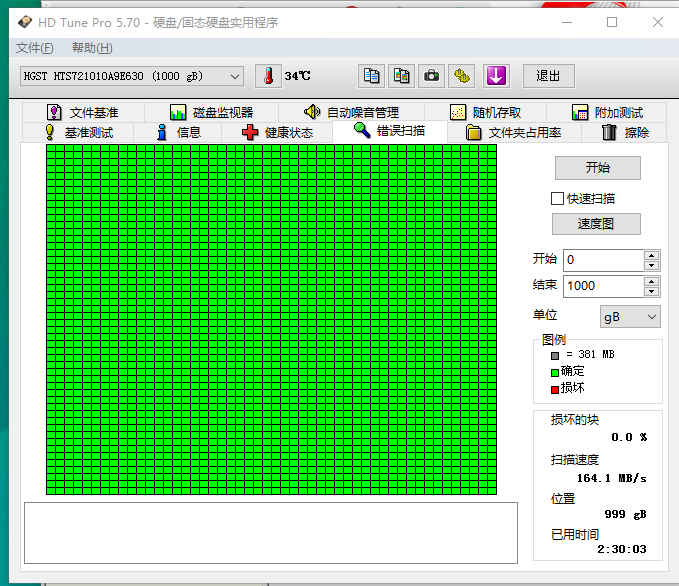 HD Tune Pro 5.70 - 硬盘/固态硬盘实用程序
文件(F) 帮助(H)
HGST HTS721010A9E630 (1000 gB) 34℃ 退出
文件基准 磁盘监视器 自动噪音管理 随机存取 附加测试
基准测试 信息 健康状态 错误扫描 文件夹占用率 擦除
开始
快速扫描
速度图
开始 0
结束 1000
单位 gB
图例
= 381 MB
确定
损坏
损坏的块
0.0 %
扫描速度
164.1 MB/s
位置
999 gB
已用时间
2:30:03